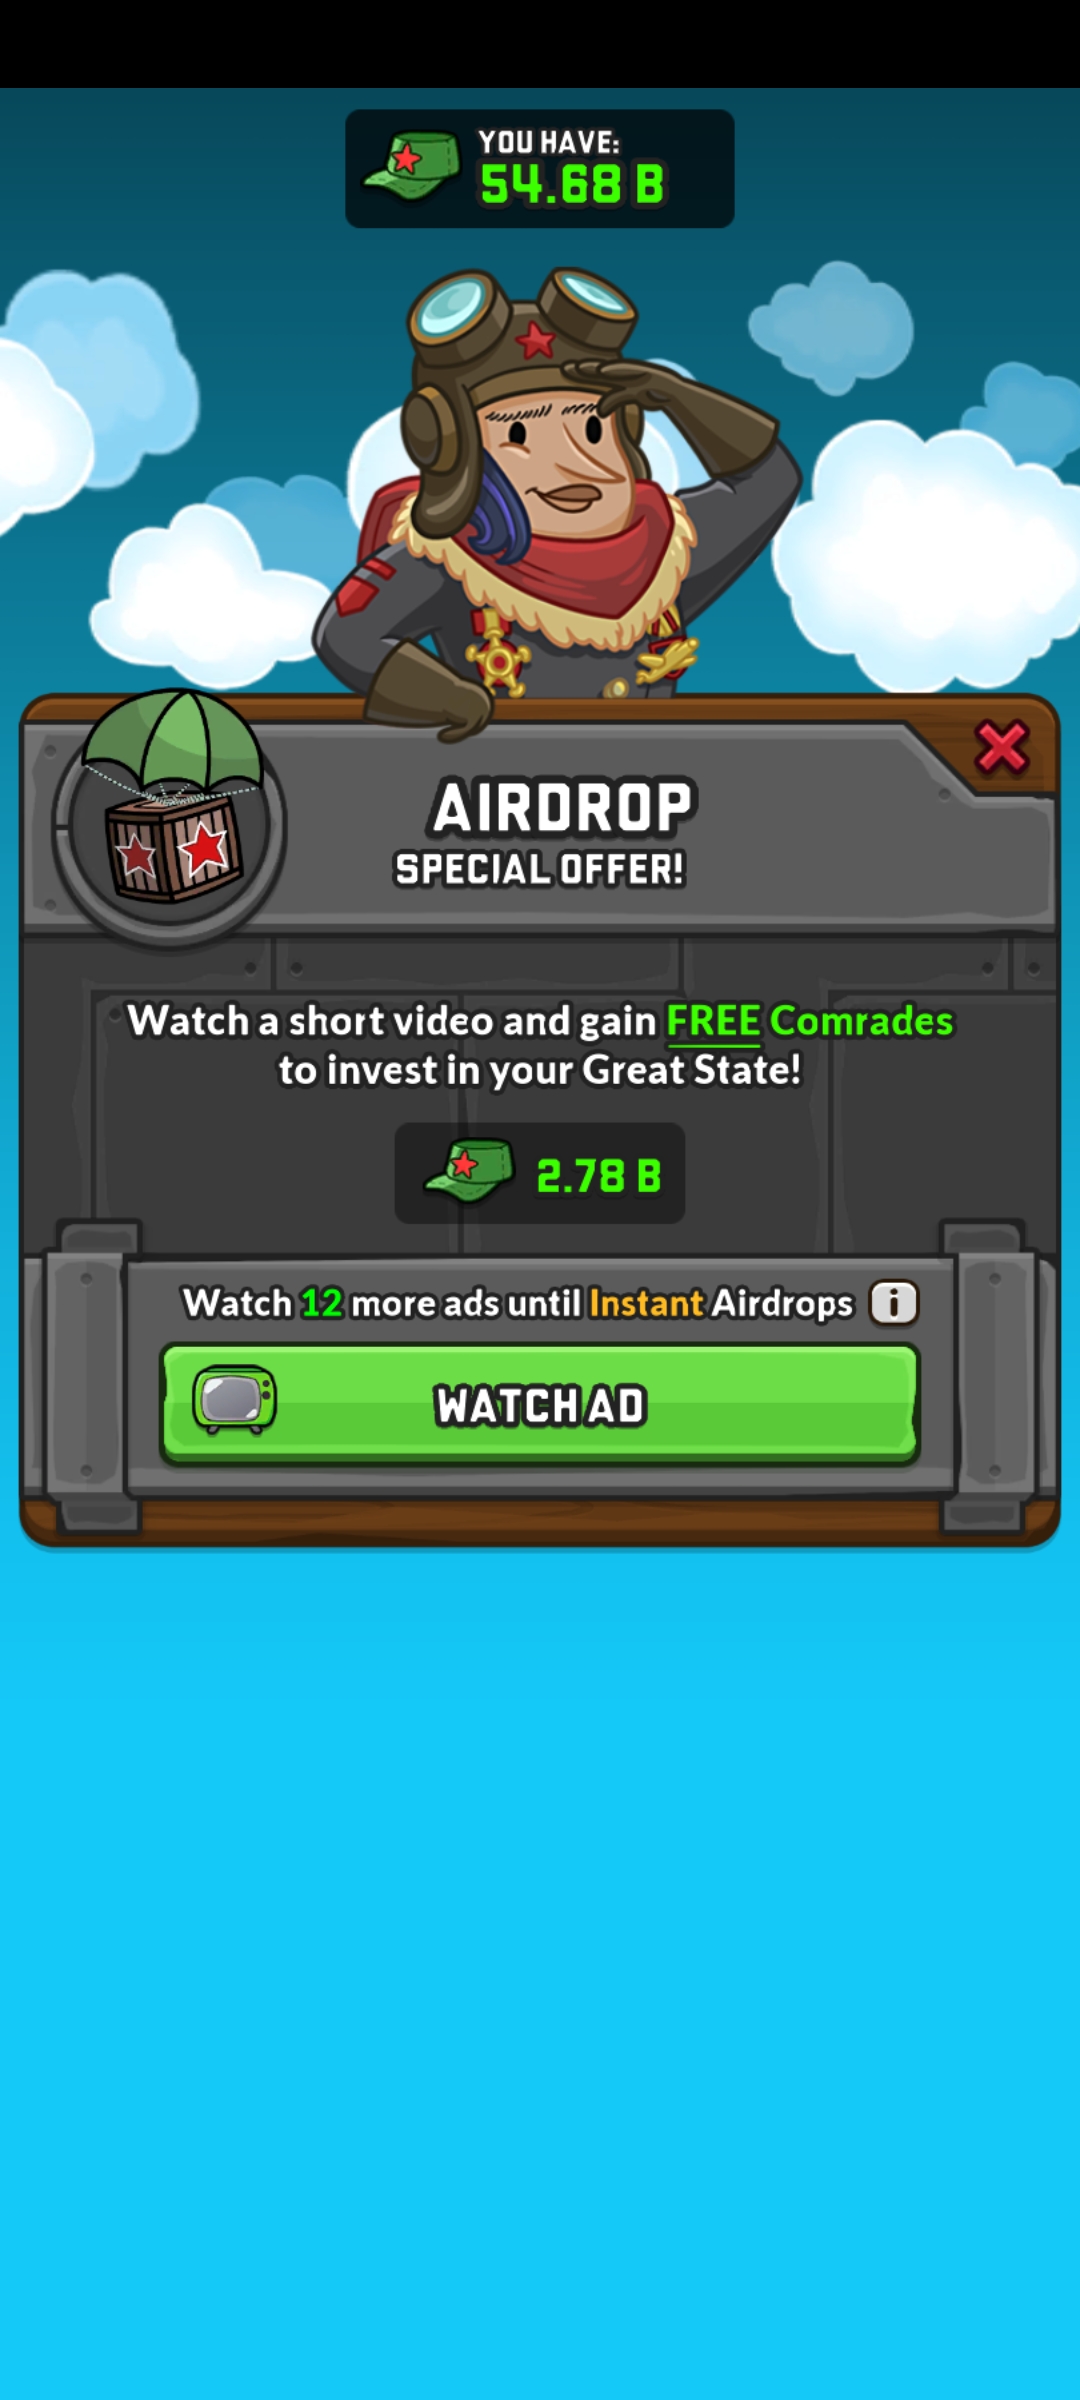 YOU HAVE:
54.68 B
AIRDROP
SPECIAL OFFER!
Watch a short video and gain FREE Comrades
to invest in your Great State!
2.78 B
Watch 12 more ads until Instant Airdrops i
WATCH AD